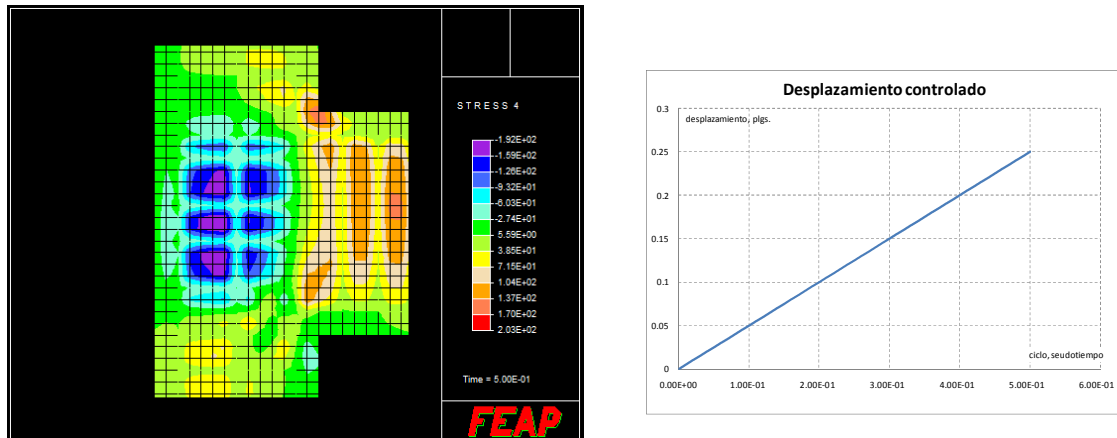 STRESS 4
-1.92E+02
-1.59E+02
-1.26E+02
-9.32E+01
-6.03E+01
-2.74E+01
5.59E+00
3.85E+01
7.15E+01
1.04E+02
1.37E+02
1.70E+02
2.03E+02
Time = 5.00E-01
FEAP
Desplazamiento controlado
desplazamiento, plgs.
0.3
0.25
0.2
0.15
0.1
0.05
0
ciclo, seudotiempo
0.000E+00 1.00E-01 2.00E-01 3.00E-01 4.00E-01 5.00E-01 6.00E-01